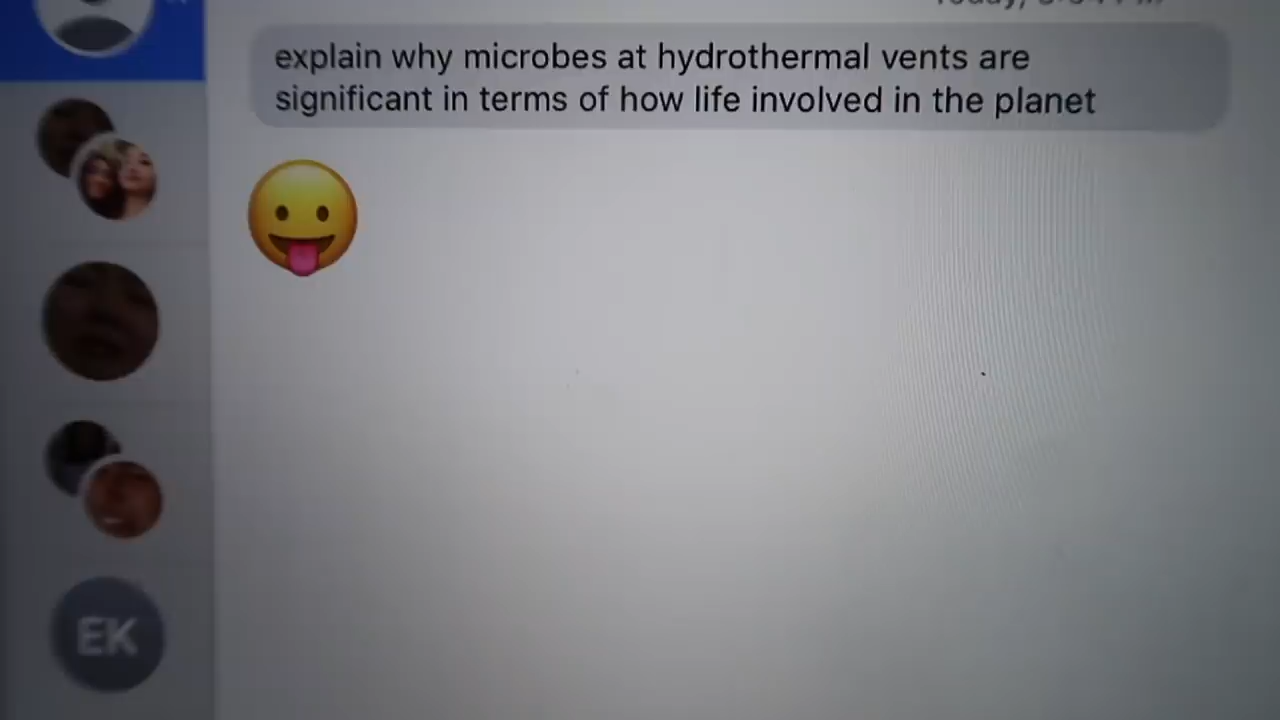 explain why microbes at hydrothermal vents are
significant in terms of how life involved in the planet
EK